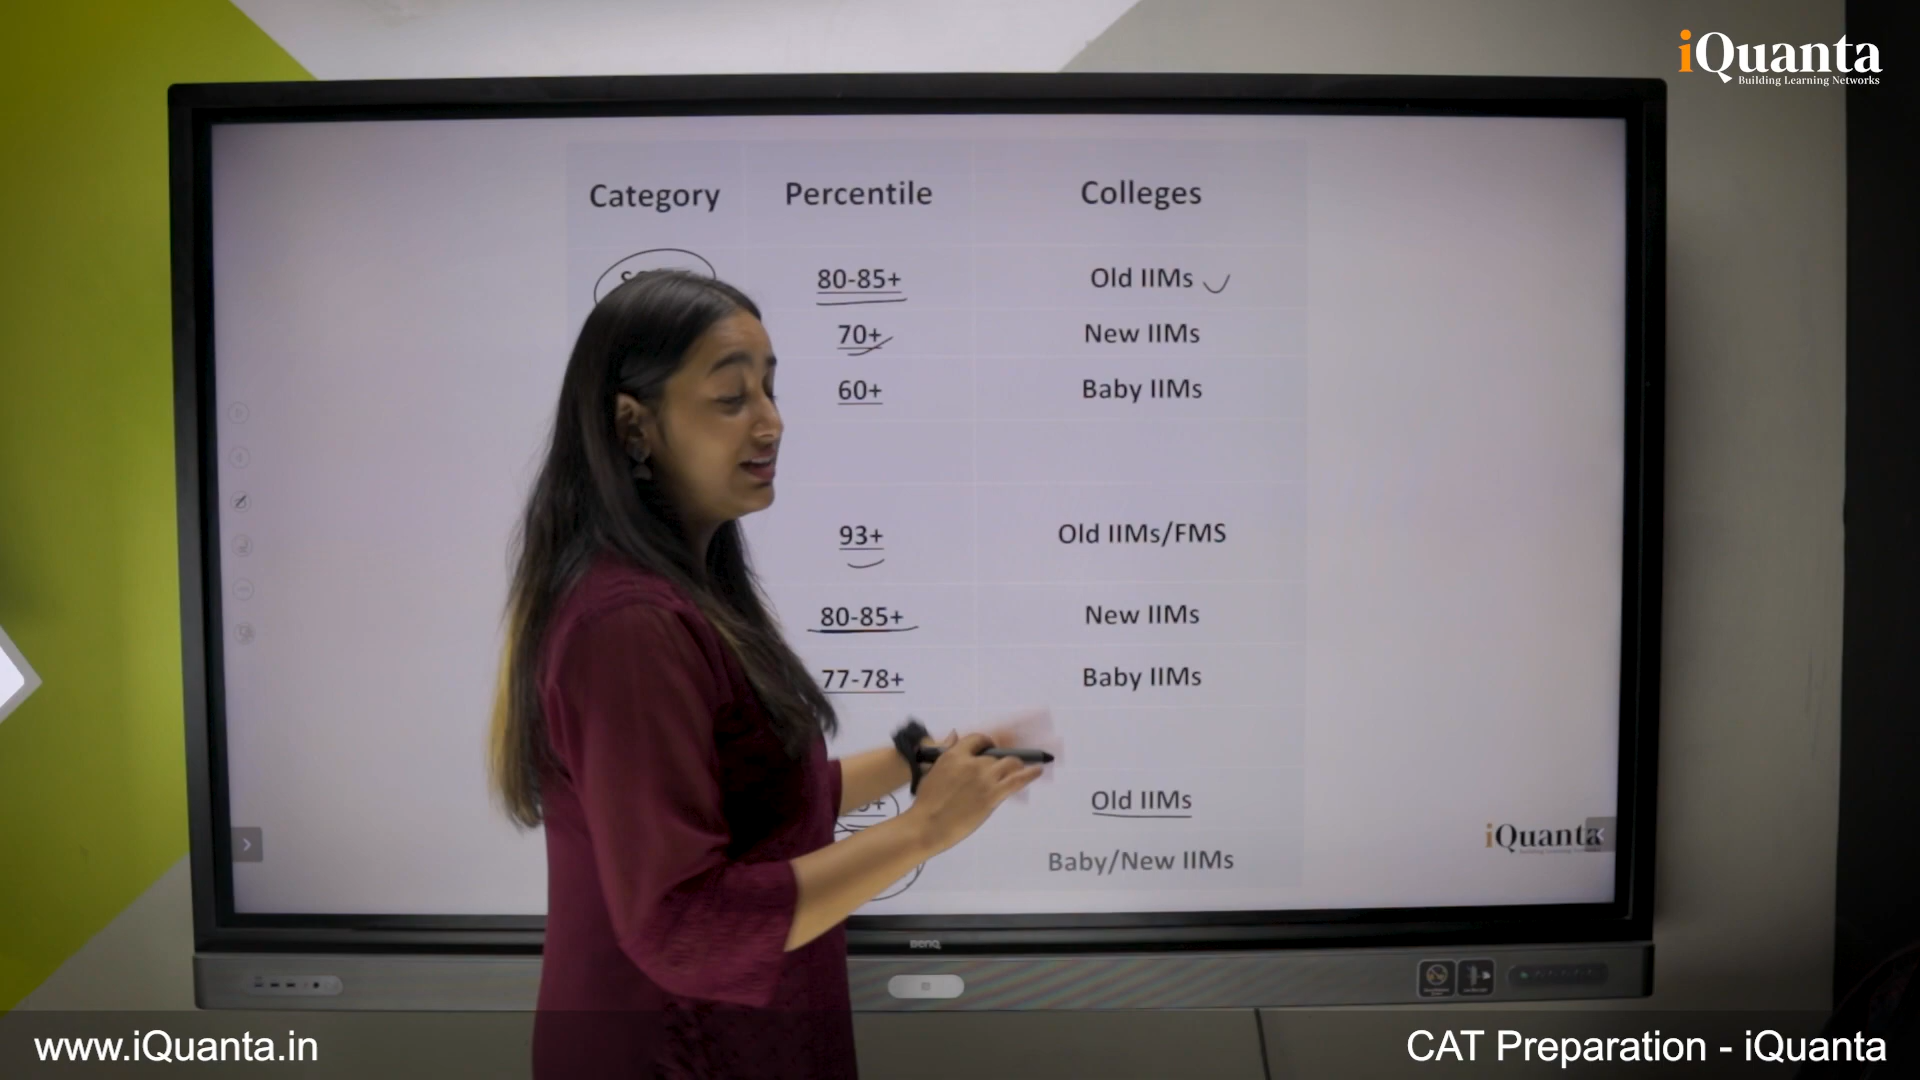 iQuanta
Building Learning Networks
Category Percentile Colleges
80-85+ Old IIMs
70+ New IIMs
60+ Baby IIMs
93+ Old IIMs/FMS
80-85+ New IIMs
77-78+ Baby IIMs
Old IIMs
Baby/New IIMs
iQuanta
BenQ
www.iQuanta.in
CAT Preparation - iQuanta